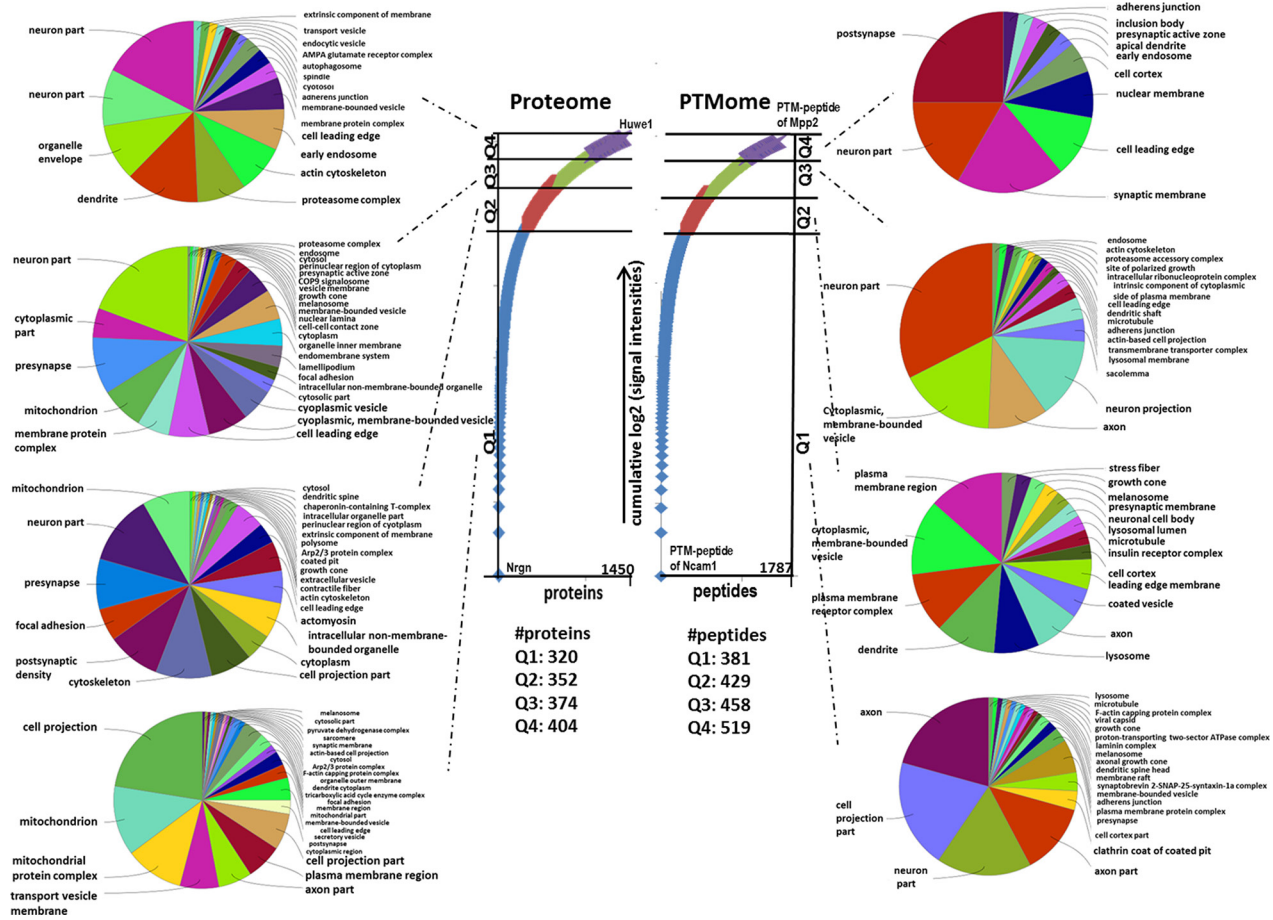 neuron part
neuron part
organelle
envelope
dendrite
extrinsic component of membrane
transport vesicle
endocytic vesicle
AMPA glutamate receptor complex
autophagosome
spindle
cyotosol
adherens junction
membrane-bounded vesicle
membrane protein complex
cell leading edge
early endosome
actin cytoskeleton
proteasome complex
neuron part
cytoplasmic
part
presynapse
mitochondrion
membrane protein
complex
proteasome complex
endosome
cytosol
perinuclear region of cytoplasm
presynaptic active zone
COP9 signalosome
vesicle membrane
growth cone
melanosome
membrane-bounded vesicle
nuclear lamina
cell-cell contact zone
cytoplasm
organelle inner membrane
endomembrane system
lamellipodium
focal adhesion
intracellular non-membrane-bounded organelle
cytosolic part
cyoplasmic vesicle
cyoplasmic, membrane-bounded vesicle
cell leading edge
mitochondrion
neuron part
presynapse
focal adhesion
postsynaptic
density
cytoskeleton
cytosol
dendritic spine
chaperonin-containing T-complex
intracellular organelle part
perinuclear region of cyotplasm
extrinsic component of membrane
polysome
Arp2/3 protein complex
coated pit
growth cone
extracellular vesicle
contractile fiber
actin cytoskeleton
cell leading edge
actomyosin
intracellular non-membrane-
bounded organelle
cytoplasm
cell projection part
cell projection
mitochondrion
mitochondrial
protein complex
transport vesicle
membrane
melanosome
cytosolic part
pyruvate dehydrogenase complex
sarcomere
synaptic membrane
actin-based cell projection
cytosol
Arp2/3 protein complex
F-actin capping protein complex
organelle outer membrane
dendrite cytoplasm
tricarboxylic acid cycle enzyme complex
focal adhesion
membrane region
mitochondrial part
membrane-bounded vesicle
cell leading edge
secretory vesicle
postsynapse
cytoplasmic region
cell projection part
plasma membrane region
axon part
Proteome
Huwe1
Q4
Q3
Q2
Q1
Nrgn
1450
proteins
cumulative log2 (signal intensities)
#proteins
Q1: 320
Q2: 352
Q3: 374
Q4: 404
PTMome
PTM-peptide
of Mpp2
Q4
Q3
Q2
Q1
PTM-peptide
of Ncam1
1787
peptides
#peptides
Q1: 381
Q2: 429
Q3: 458
Q4: 519
postsynapse
neuron part
adherens junction
inclusion body
presynaptic active zone
apical dendrite
early endosome
cell cortex
nuclear membrane
cell leading edge
synaptic membrane
neuron part
Cytoplasmic,
membrane-bounded
vesicle
endosome
actin cytoskeleton
proteasome accessory complex
site of polarized growth
intracellular ribonucleoprotein complex
intrinsic component of cytoplasmic
side of plasma membrane
cell leading edge
dendritic shaft
microtubule
adherens junction
actin-based cell projection
transmembrane transporter complex
lysosomal membrane
sacolemma
neuron projection
axon
plasma
membrane region
cytoplasmic,
membrane-bounded
vesicle
plasma membrane
receptor complex
dendrite
stress fiber
growth cone
melanosome
presynaptic membrane
neuronal cell body
lysosomal lumen
microtubule
insulin receptor complex
cell cortex
leading edge membrane
coated vesicle
axon
lysosome
axon
cell
projection
part
neuron
part
lysosome
microtubule
F-actin capping protein complex
viral capsid
growth cone
proton-transporting two-sector ATPase complex
laminin complex
melanosome
axonal growth cone
dendritic spine head
membrane raft
synaptobrevin 2-SNAP-25-syntaxin-1a complex
membrane-bounded vesicle
adherens junction
plasma membrane protein complex
presynapse
cell cortex part
clathrin coat of coated pit
axon part